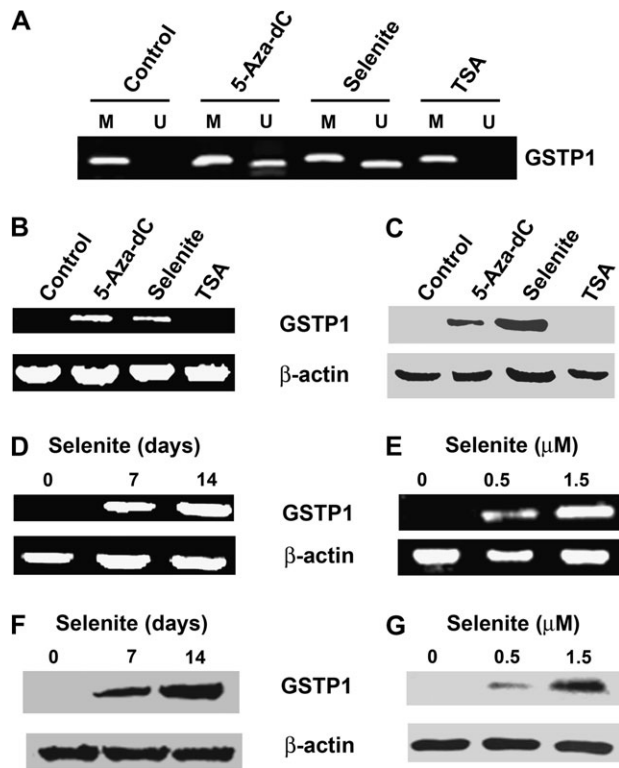 A
Control 5-Aza-dC Selenite TSA
M U M U M U M U
GSTP1
B
Control 5-Aza-dC Selenite TSA
C
Control 5-Aza-dC Selenite TSA
GSTP1
β-actin
D Selenite (days)
0 7 14
E Selenite (μM)
0 0.5 1.5
GSTP1
β-actin
F Selenite (days)
0 7 14
G Selenite (μM)
0 0.5 1.5
GSTP1
β-actin